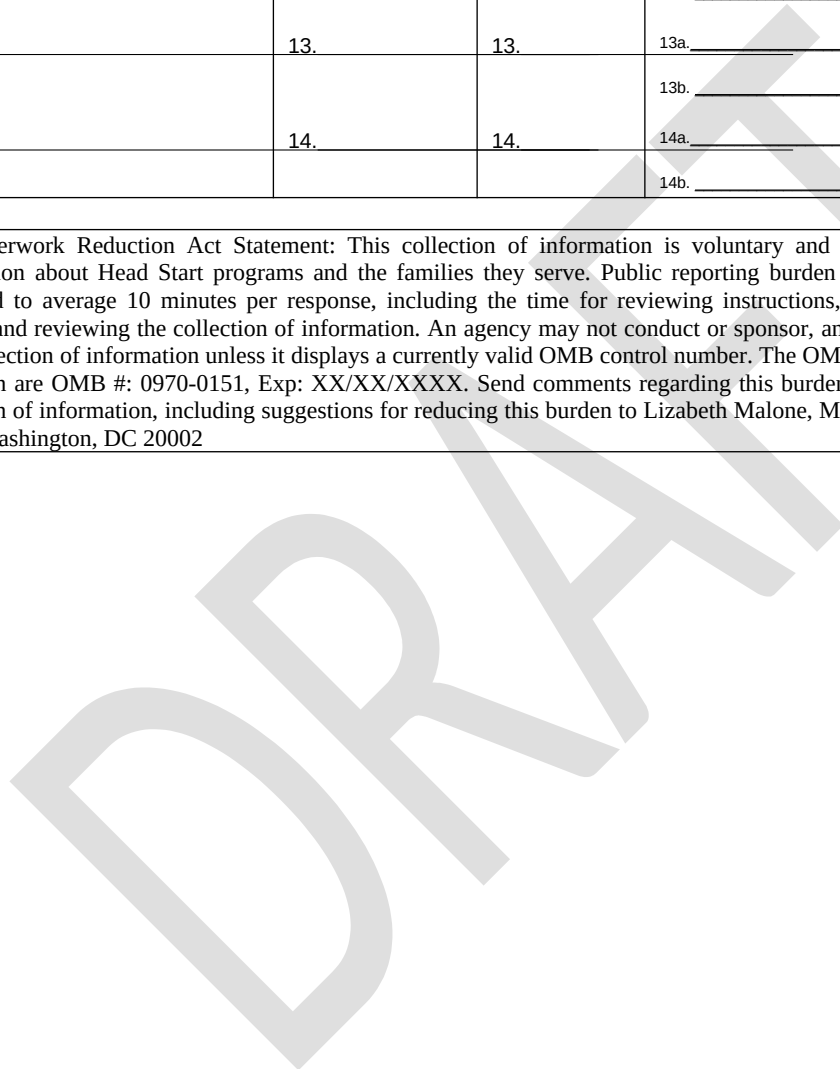 13. 13. 13a.
13b.
14. 14. 14a.
14b.
erwork Reduction Act Statement: This collection of information is voluntary and
on about Head Start programs and the families they serve. Public reporting burden
to average 10 minutes per response, including the time for reviewing instructions,
and reviewing the collection of information. An agency may not conduct or sponsor, an
ection of information unless it displays a currently valid OMB control number. The OM
are OMB #: 0970-0151, Exp: XX/XX/XXXX. Send comments regarding this burden
n of information, including suggestions for reducing this burden to Lizabeth Malone, M
ashington, DC 20002
DRAFT